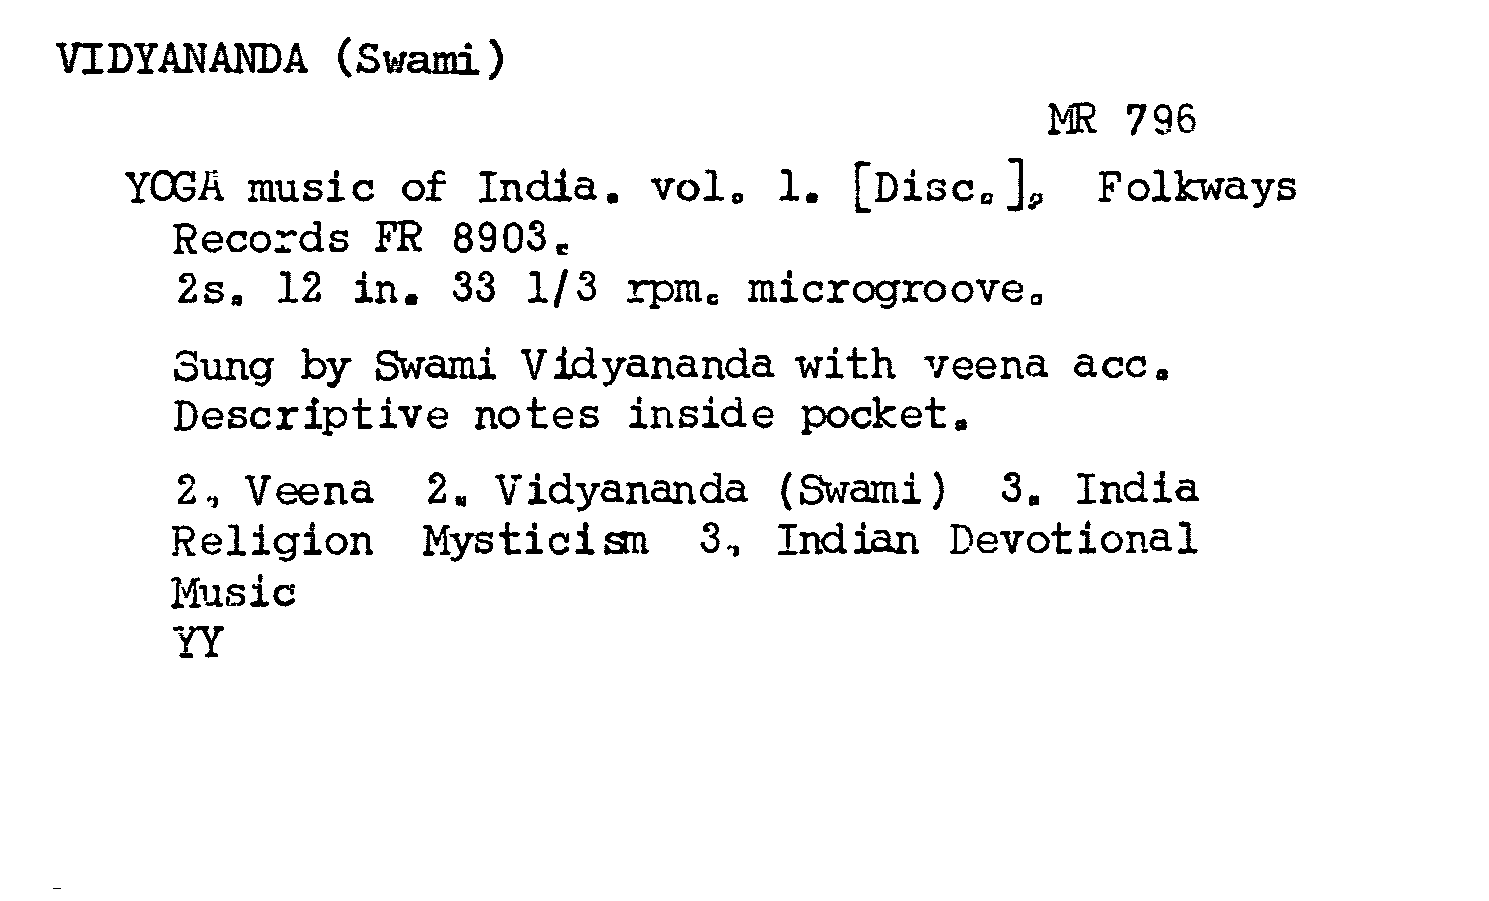 VIDYANANDA (Swami)
MR 796
YOGA music of India. vol. 1. [Disc.], Folkways
Records FR 8903.
2s. 12 in. 33 1/3 rpm. microgroove.
Sung by Swami Vidyananda with veena acc.
Descriptive notes inside pocket.
2, Veena 2. Vidyananda (Swami) 3. India
Religion Mysticism 3, Indian Devotional
Music
YY